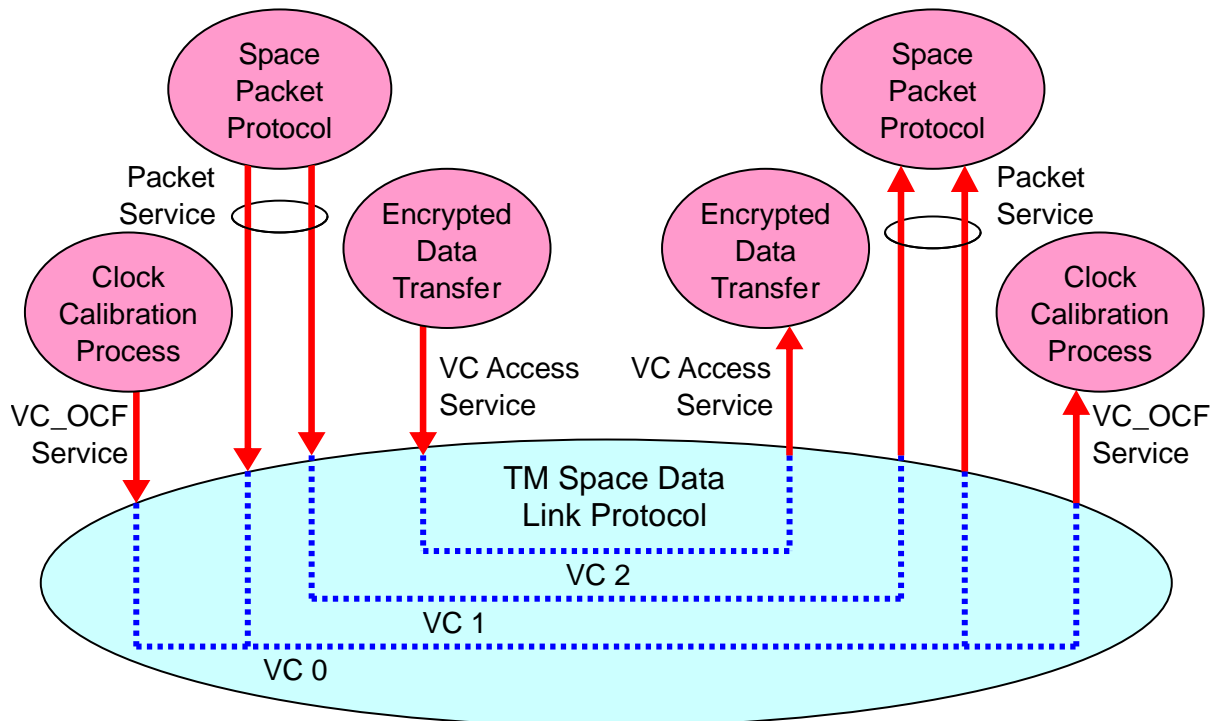 Space
Packet
Protocol
Space
Packet
Protocol
Packet
Service
Packet
Service
Encrypted
Data
Transfer
Encrypted
Data
Transfer
Clock
Calibration
Process
Clock
Calibration
Process
VC_OCF
Service
VC Access
Service
VC Access
Service
VC_OCF
Service
TM Space Data
Link Protocol
VC 2
VC 1
VC 0